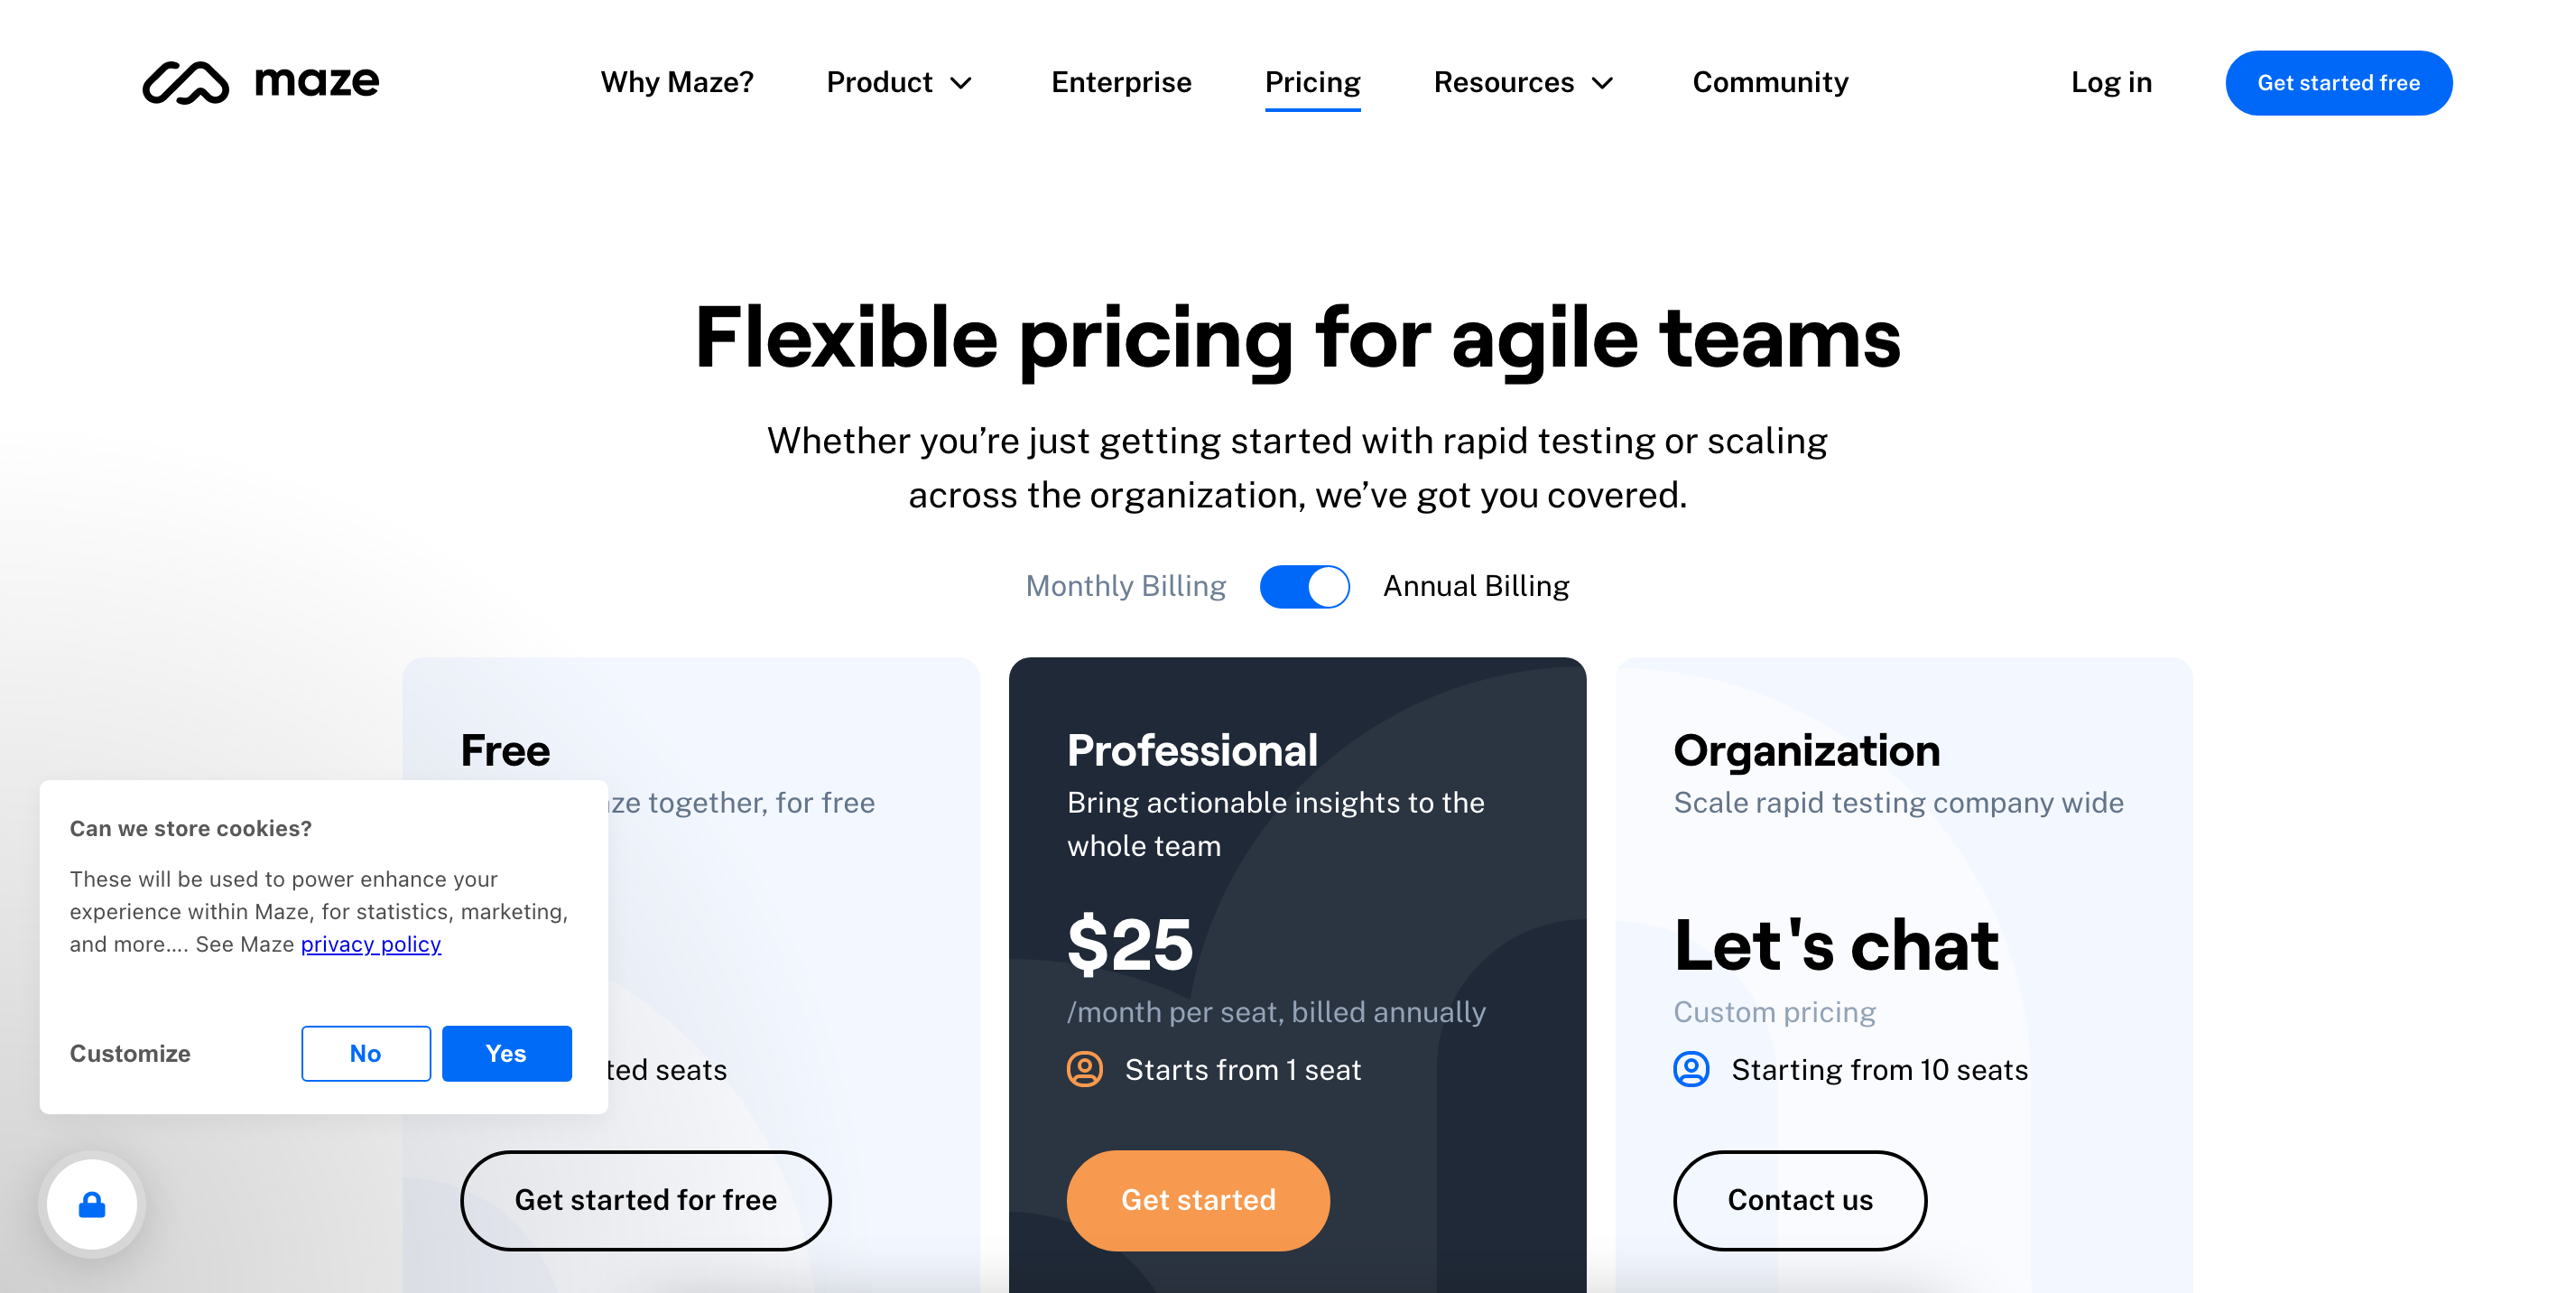 maze
Why Maze?
Product
Enterprise
Pricing
Resources
Community
Log in
Get started free
Flexible pricing for agile teams
Whether you’re just getting started with rapid testing or scaling
across the organization, we’ve got you covered.
Monthly Billing
Annual Billing
Free
together, for free
seats
Get started for free
Professional
Bring actionable insights to the
whole team
$25
/month per seat, billed annually
Starts from 1 seat
Get started
Organization
Scale rapid testing company wide
Let's chat
Custom pricing
Starting from 10 seats
Contact us
Can we store cookies?
These will be used to power enhance your
experience within Maze, for statistics, marketing,
and more.... See Maze privacy policy
Customize
No
Yes